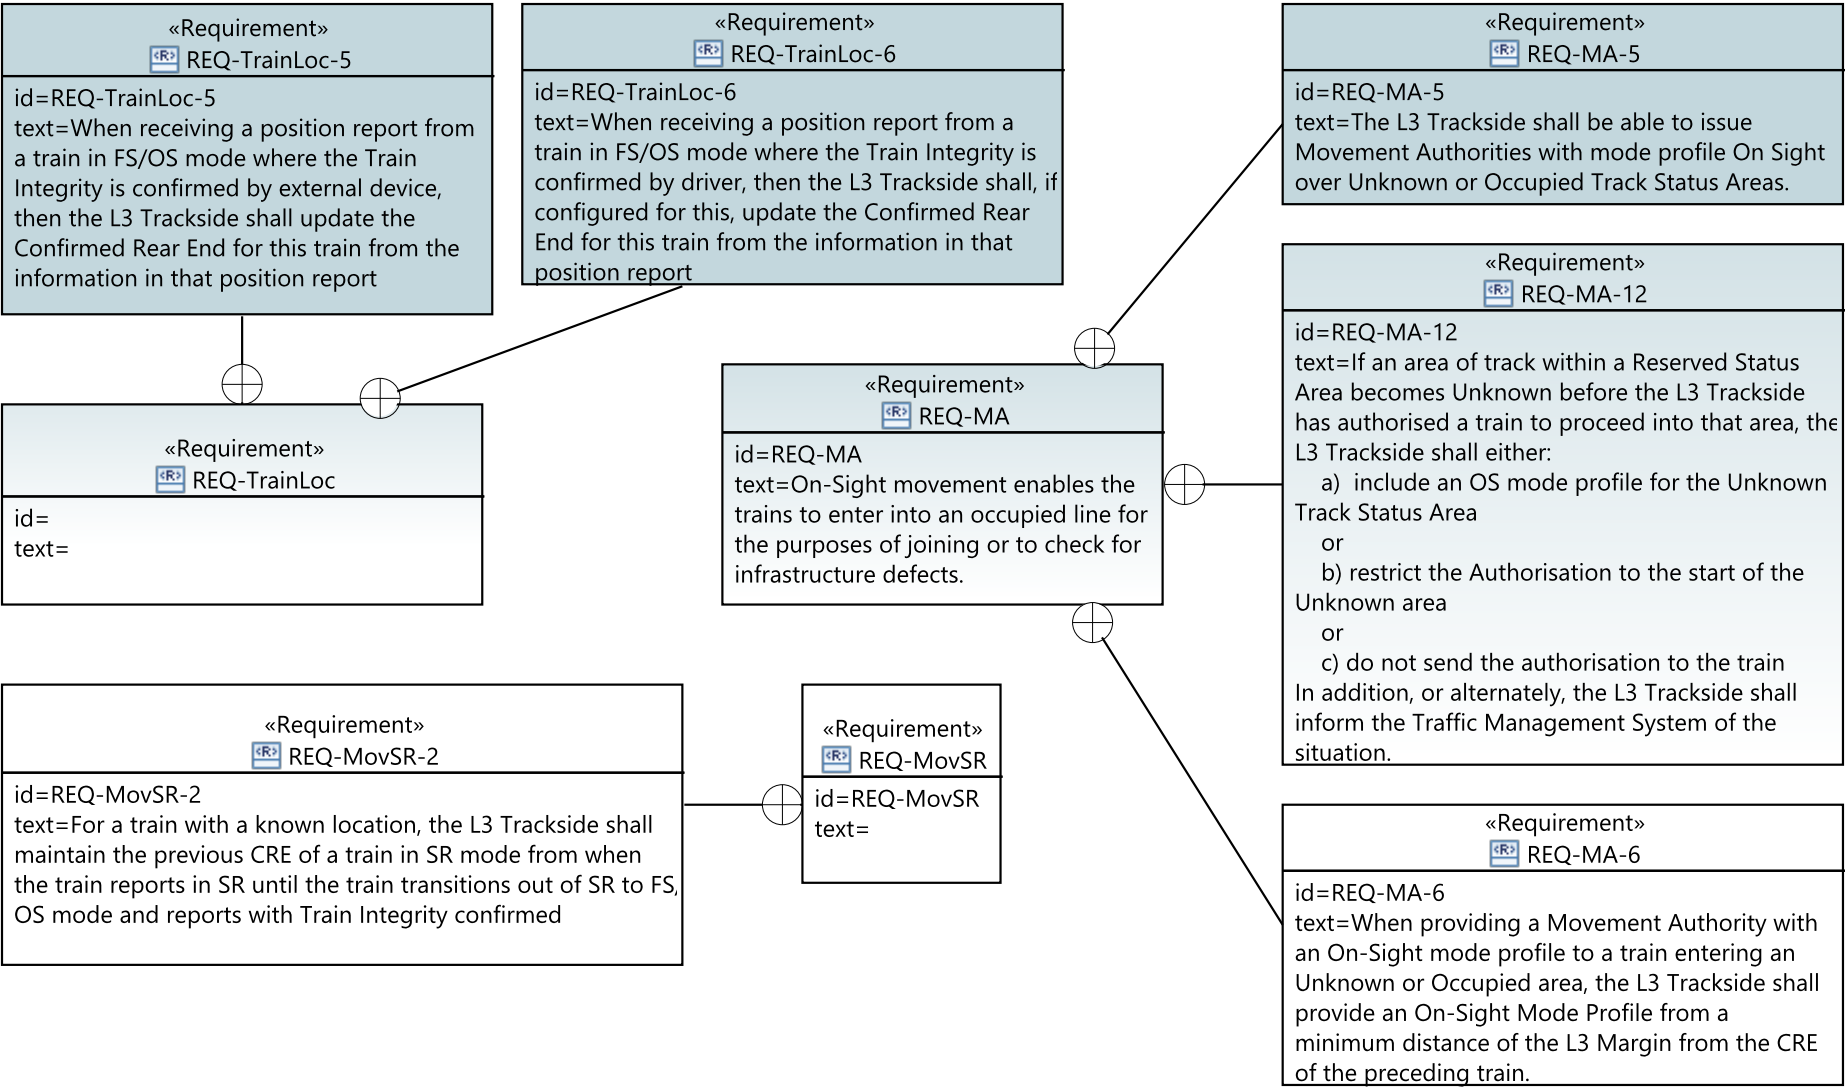 «Requirement»
<R> REQ-TrainLoc-5
id=REQ-TrainLoc-5
text=When receiving a position report from
a train in FS/OS mode where the Train
Integrity is confirmed by external device,
then the L3 Trackside shall update the
Confirmed Rear End for this train from the
information in that position report
«Requirement»
<R> REQ-TrainLoc-6
id=REQ-TrainLoc-6
text=When receiving a position report from a
train in FS/OS mode where the Train Integrity is
confirmed by driver, then the L3 Trackside shall, if
configured for this, update the Confirmed Rear
End for this train from the information in that
position report
«Requirement»
<R> REQ-MA-5
id=REQ-MA-5
text=The L3 Trackside shall be able to issue
Movement Authorities with mode profile On Sight
over Unknown or Occupied Track Status Areas.
«Requirement»
<R> REQ-TrainLoc
id=
text=
«Requirement»
<R> REQ-MA
id=REQ-MA
text=On-Sight movement enables the
trains to enter into an occupied line for
the purposes of joining or to check for
infrastructure defects.
«Requirement»
<R> REQ-MA-12
id=REQ-MA-12
text=If an area of track within a Reserved Status
Area becomes Unknown before the L3 Trackside
has authorised a train to proceed into that area, the
L3 Trackside shall either:
a) include an OS mode profile for the Unknown
Track Status Area
or
b) restrict the Authorisation to the start of the
Unknown area
or
c) do not send the authorisation to the train
In addition, or alternately, the L3 Trackside shall
inform the Traffic Management System of the
situation.
«Requirement»
<R> REQ-MovSR-2
id=REQ-MovSR-2
text=For a train with a known location, the L3 Trackside shall
maintain the previous CRE of a train in SR mode from when
the train reports in SR until the train transitions out of SR to FS,
OS mode and reports with Train Integrity confirmed
«Requirement»
<R> REQ-MovSR
id=REQ-MovSR
text=
«Requirement»
<R> REQ-MA-6
id=REQ-MA-6
text=When providing a Movement Authority with
an On-Sight mode profile to a train entering an
Unknown or Occupied area, the L3 Trackside shall
provide an On-Sight Mode Profile from a
minimum distance of the L3 Margin from the CRE
of the preceding train.